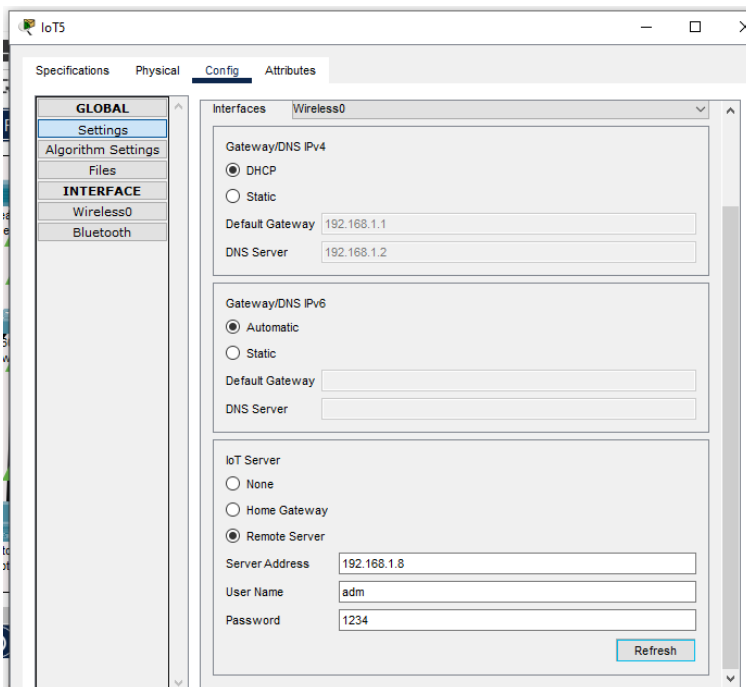 IoT5
Specifications Physical Config Attributes
GLOBAL
Settings
Algorithm Settings
Files
INTERFACE
Wireless0
Bluetooth
Interfaces Wireless0
Gateway/DNS IPv4
DHCP
Static
Default Gateway 192.168.1.1
DNS Server 192.168.1.2
Gateway/DNS IPv6
Automatic
Static
Default Gateway
DNS Server
IoT Server
None
Home Gateway
Remote Server
Server Address 192.168.1.8
User Name adm
Password 1234
Refresh